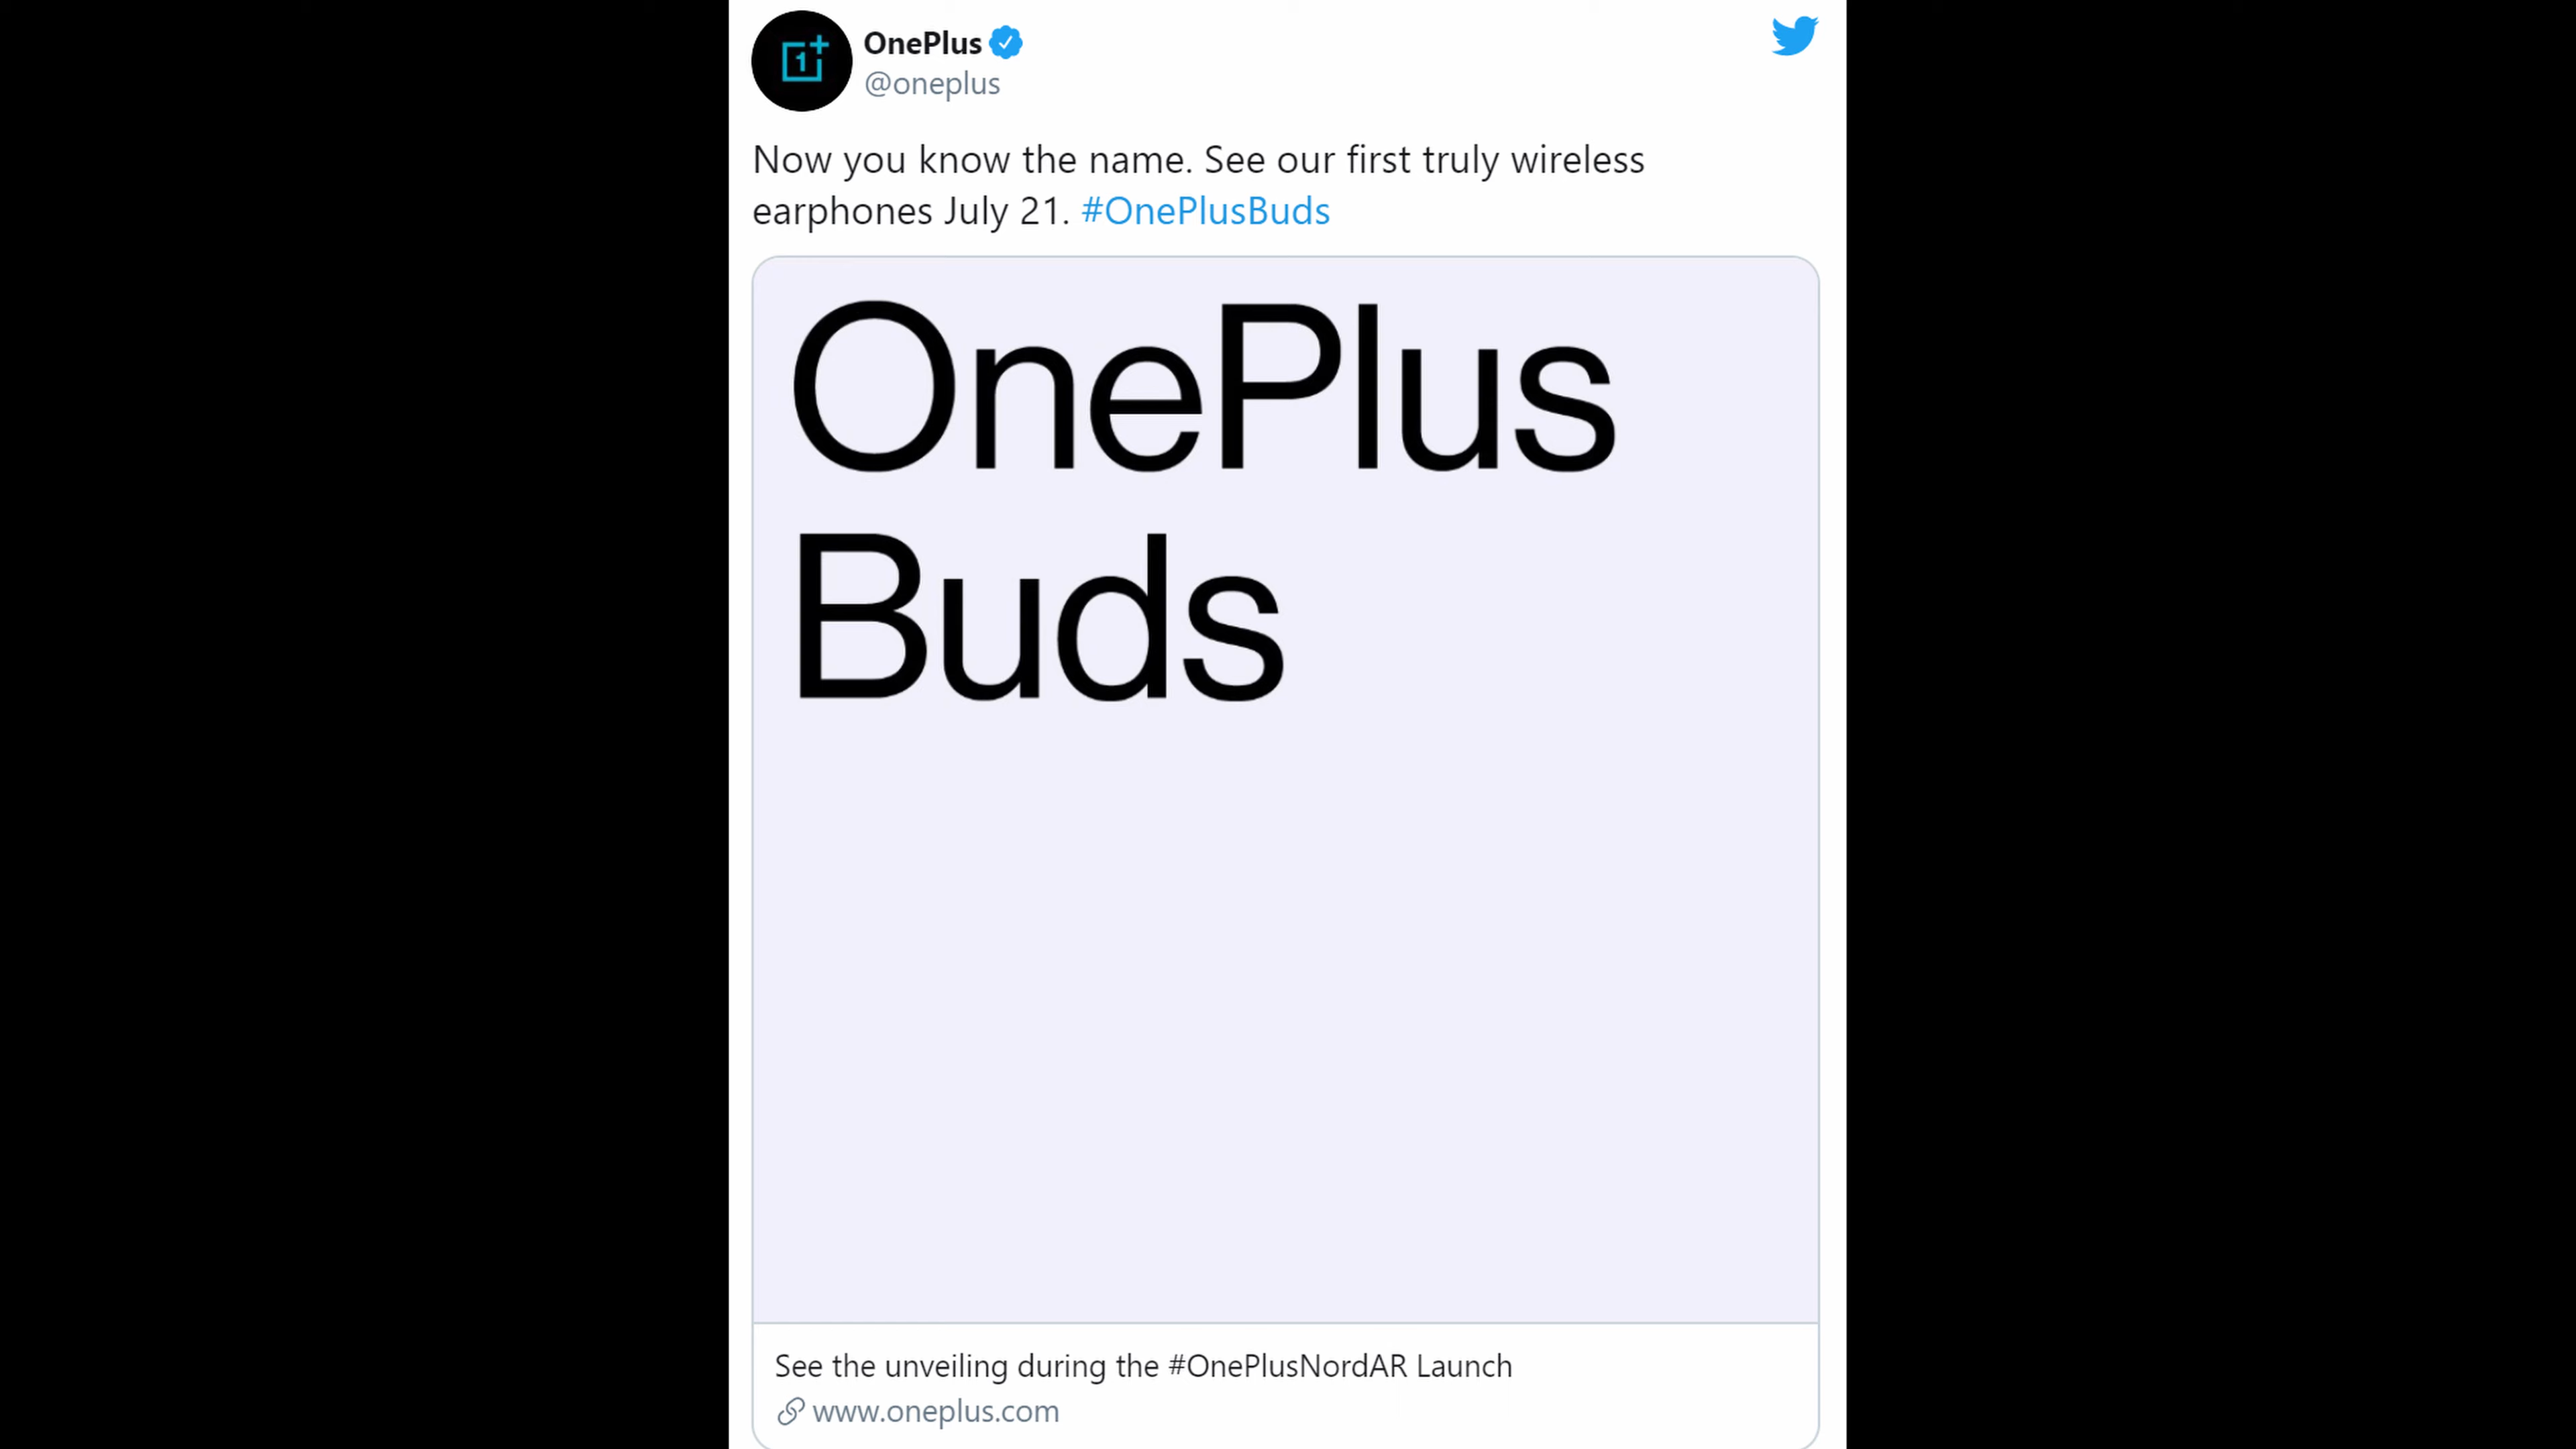 OnePlus
@oneplus
Now you know the name. See our first truly wireless
earphones July 21. #OnePlusBuds
OnePlus
Buds
See the unveiling during the #OnePlusNordAR Launch
www.oneplus.com